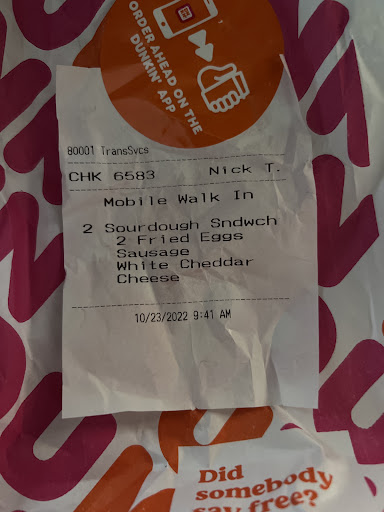 ORDER AHEAD ON THE
DUNKIN' APP
80001 TransSvcs
CHK 6583 Nick T.
Mobile Walk In
2 Sourdough Sndwch
2 Fried Eggs
Sausage
White Cheddar
Cheese
10/23/2022 9:41 AM
Did
somebody
say free?